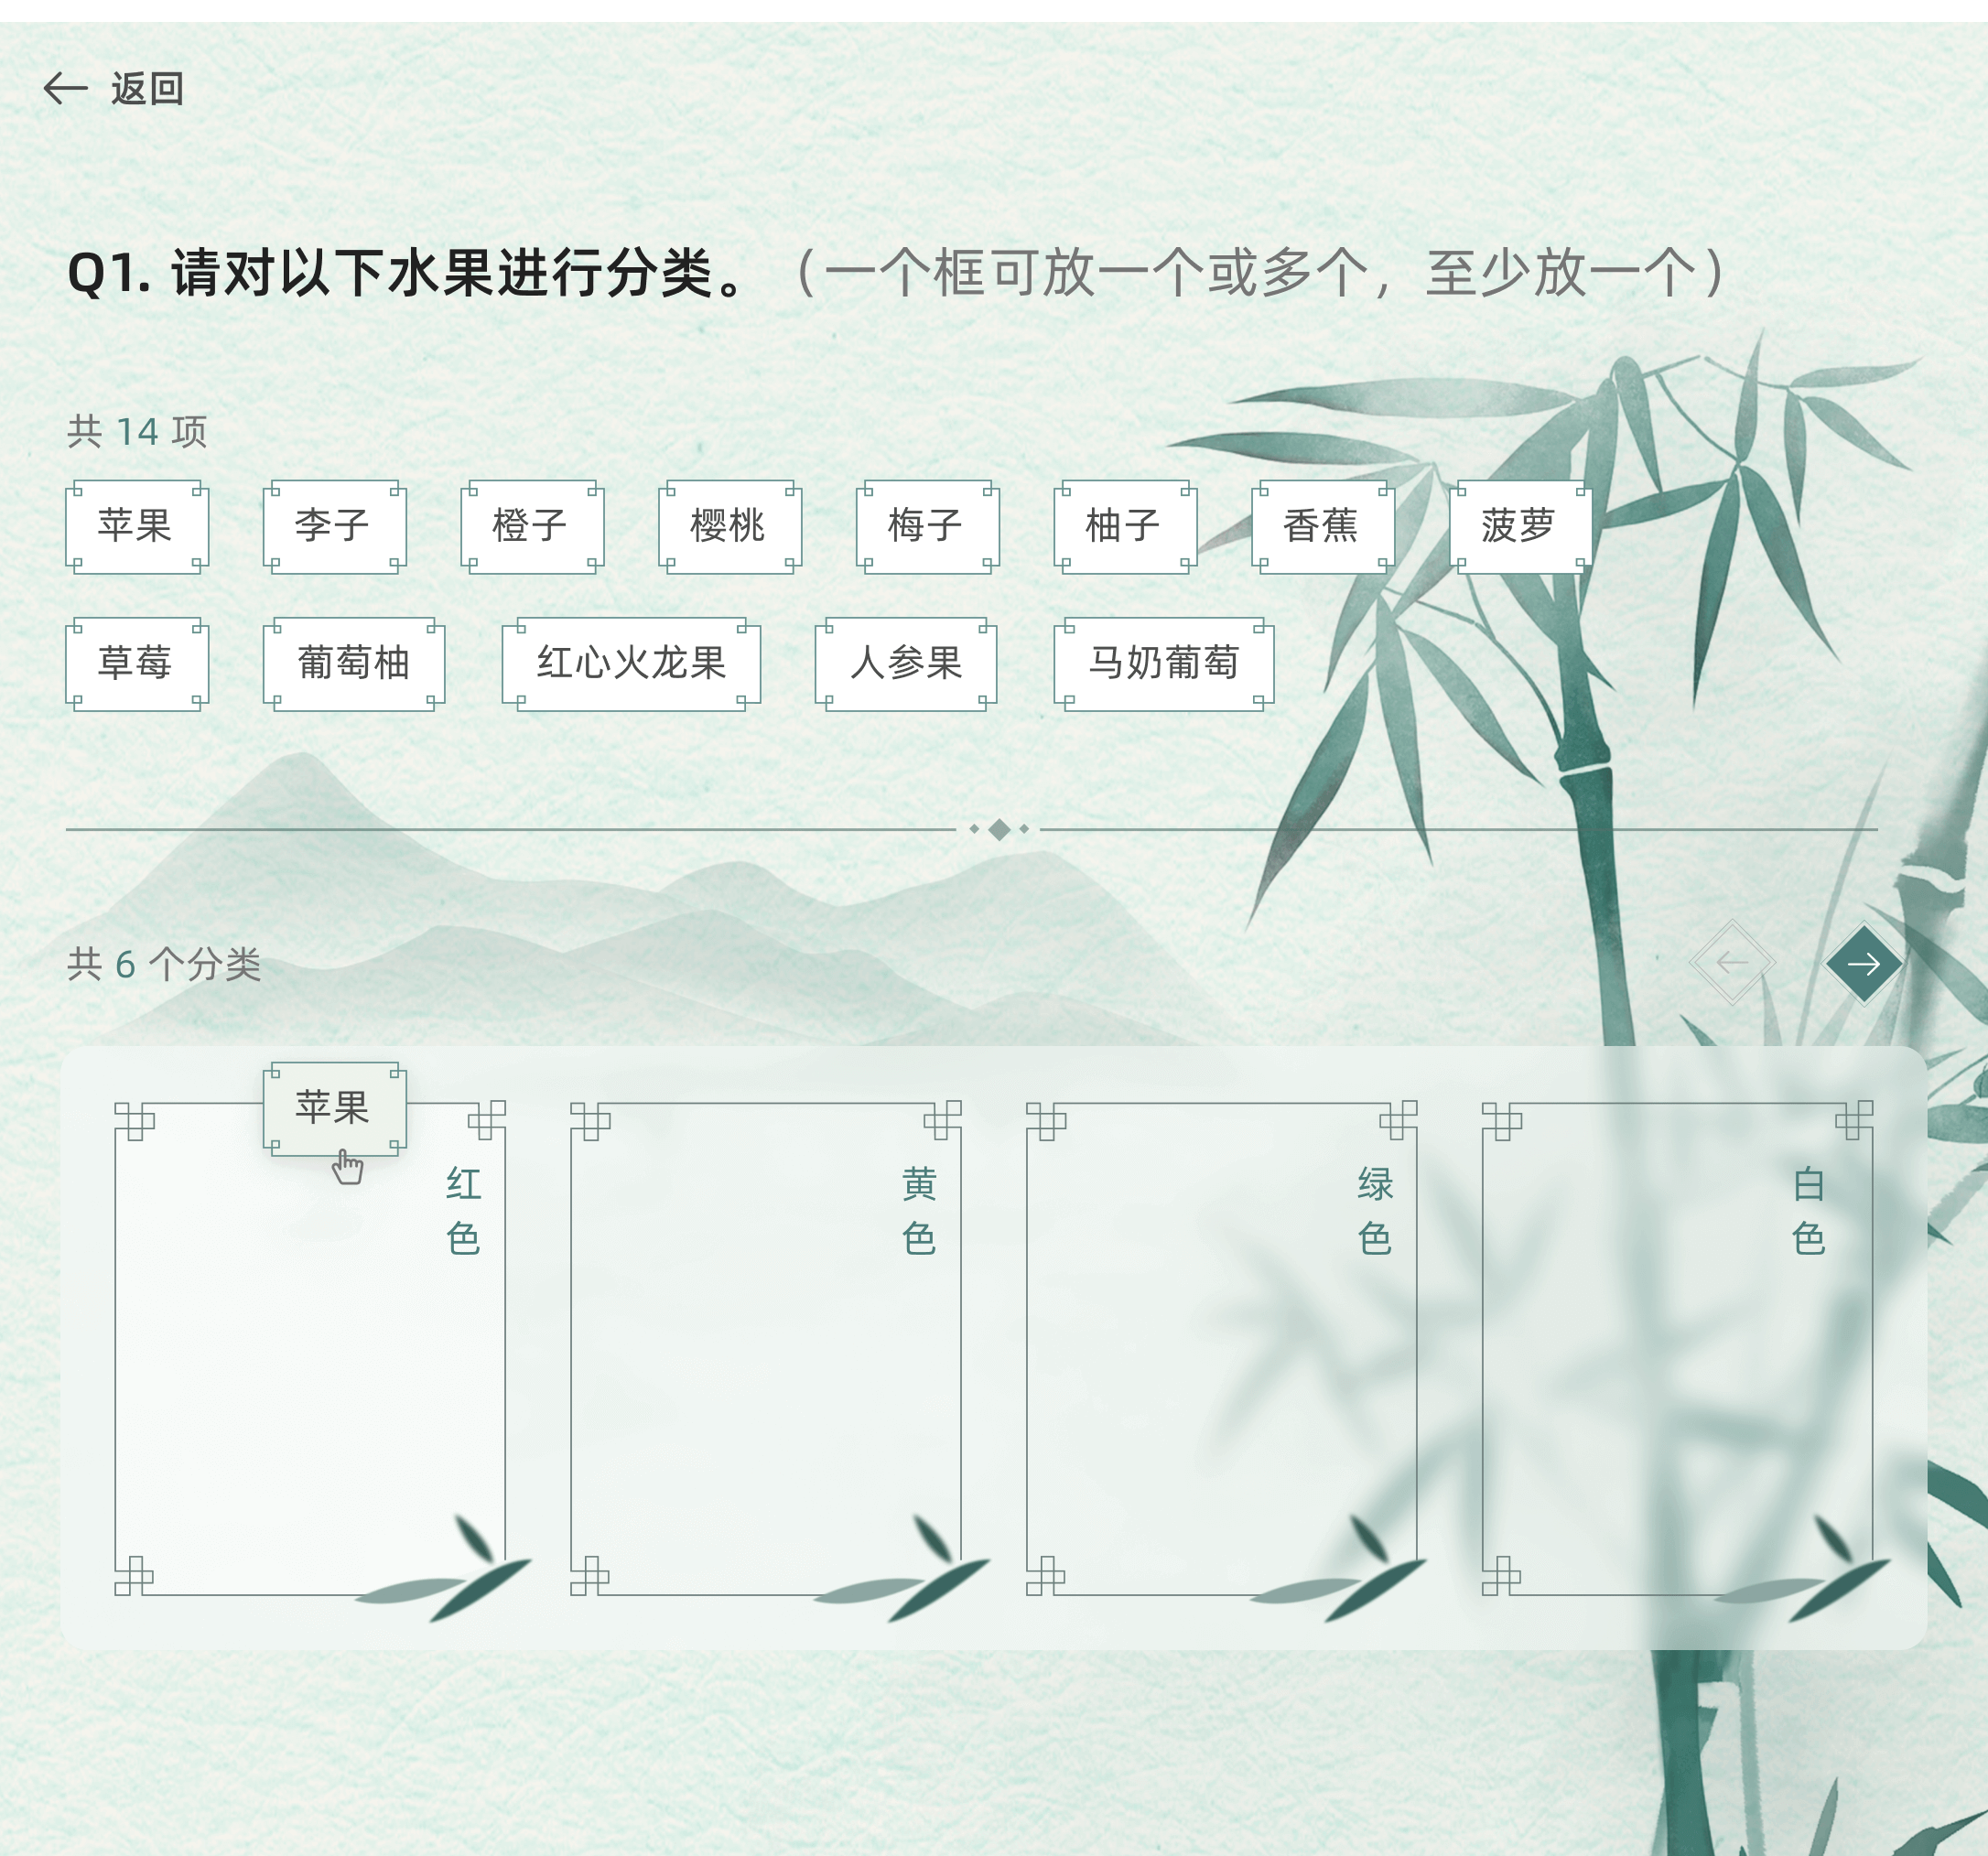 返回
Q1. 请对以下水果进行分类。（一个框可放一个或多个，至少放一个）
共 14 项
苹果 李子 橙子 樱桃 梅子 柚子 香蕉 菠萝
草莓 葡萄柚 红心火龙果 人参果 马奶葡萄
共 6 个分类
苹果
红色
黄色
绿色
白色